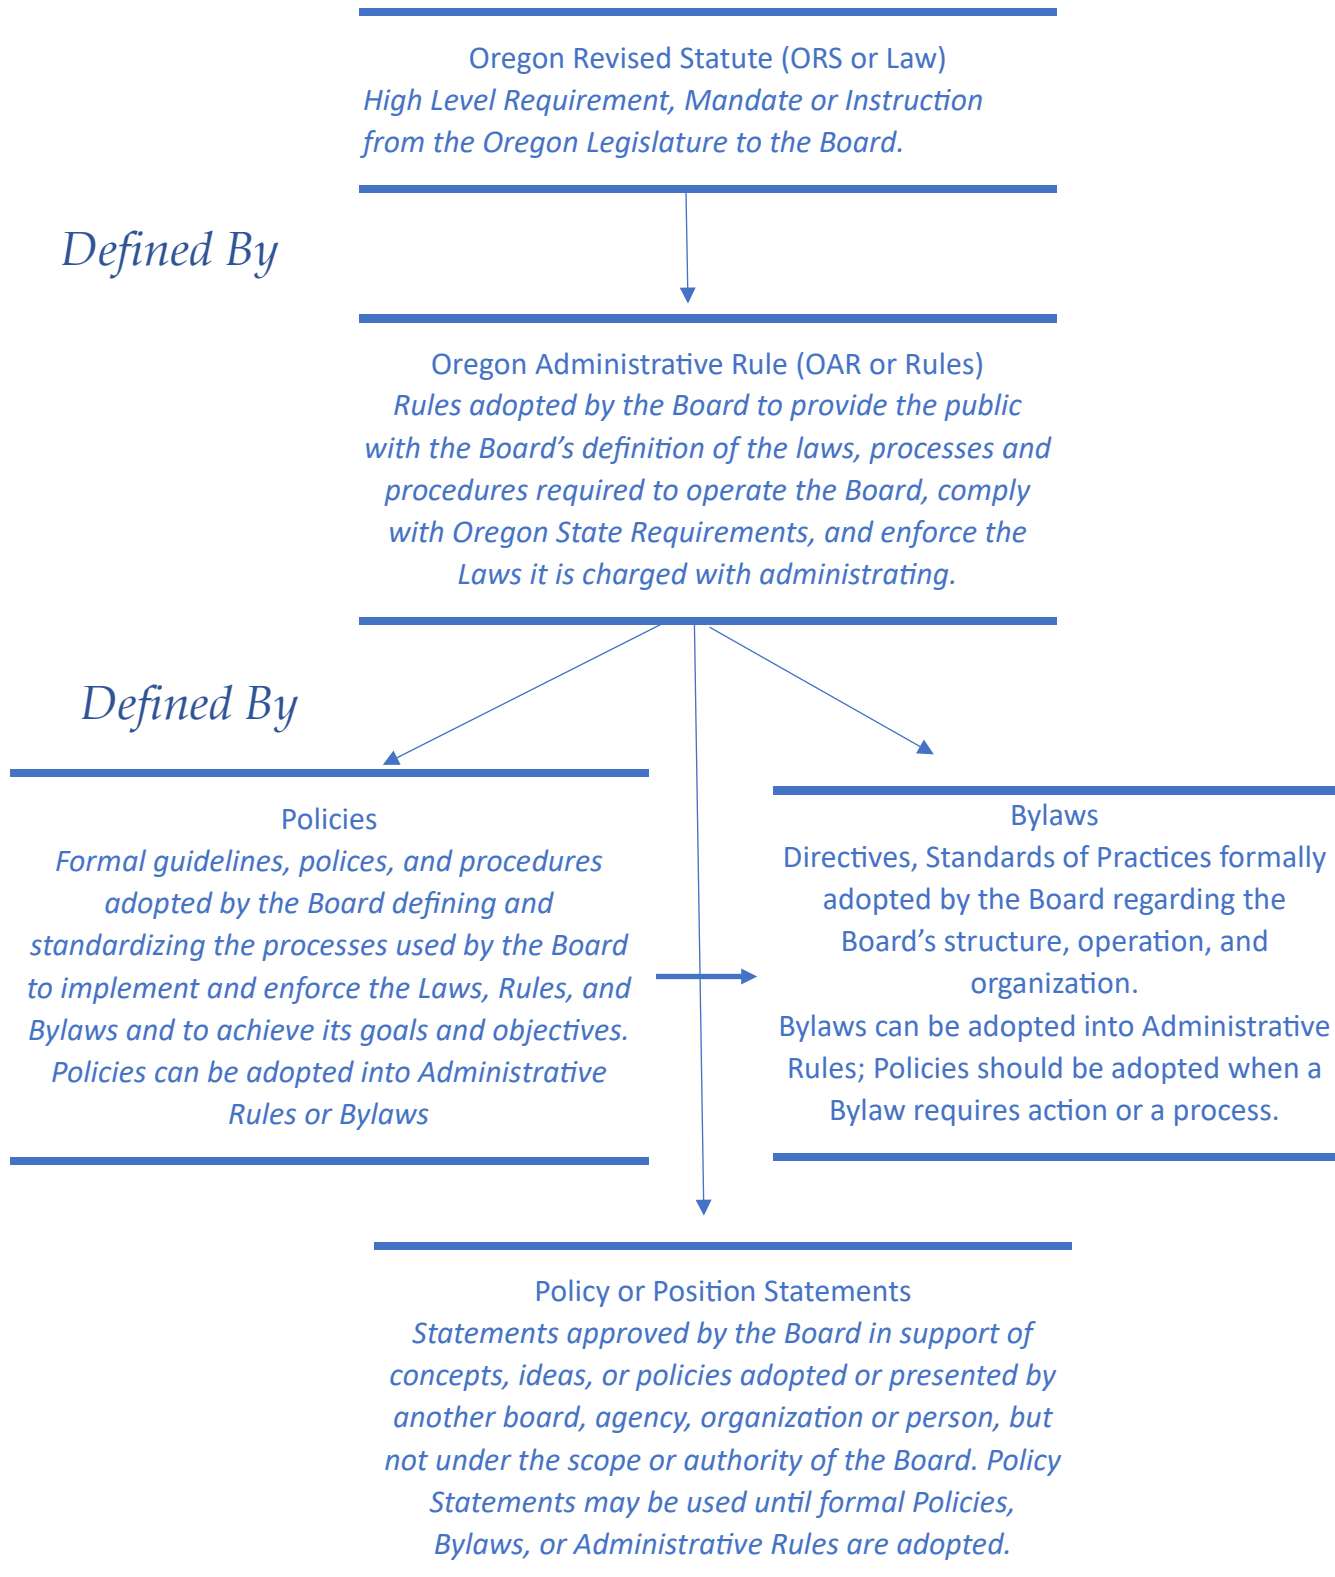 Oregon Revised Statute (ORS or Law)
High Level Requirement, Mandate or Instruction
from the Oregon Legislature to the Board.
Defined By
Oregon Administrative Rule (OAR or Rules)
Rules adopted by the Board to provide the public
with the Board’s definition of the laws, processes and
procedures required to operate the Board, comply
with Oregon State Requirements, and enforce the
Laws it is charged with administrating.
Defined By
Policies
Formal guidelines, polices, and procedures
adopted by the Board defining and
standardizing the processes used by the Board
to implement and enforce the Laws, Rules, and
Bylaws and to achieve its goals and objectives.
Policies can be adopted into Administrative
Rules or Bylaws
Bylaws
Directives, Standards of Practices formally
adopted by the Board regarding the
Board’s structure, operation, and
organization.
Bylaws can be adopted into Administrative
Rules; Policies should be adopted when a
Bylaw requires action or a process.
Policy or Position Statements
Statements approved by the Board in support of
concepts, ideas, or policies adopted or presented by
another board, agency, organization or person, but
not under the scope or authority of the Board. Policy
Statements may be used until formal Policies,
Bylaws, or Administrative Rules are adopted.